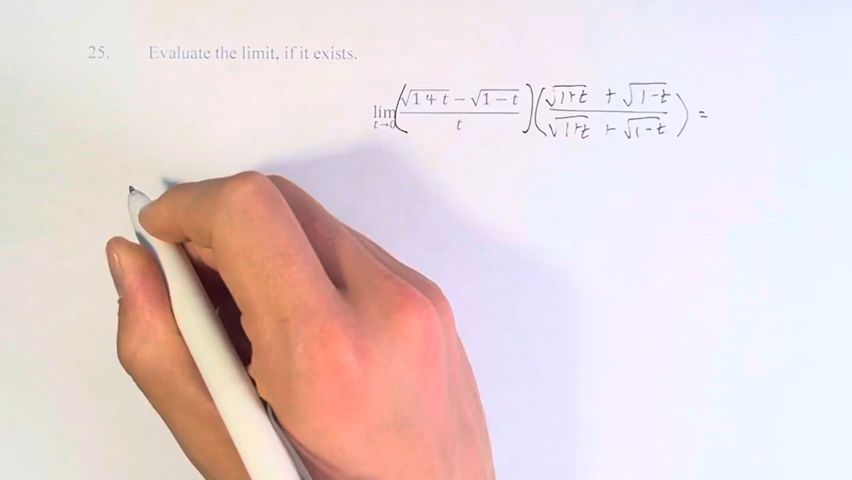 25. Evaluate the limit, if it exists.
lim t→0 (√1+t − √1−t / t) (√1+t + √1−t / √1+t + √1−t) =